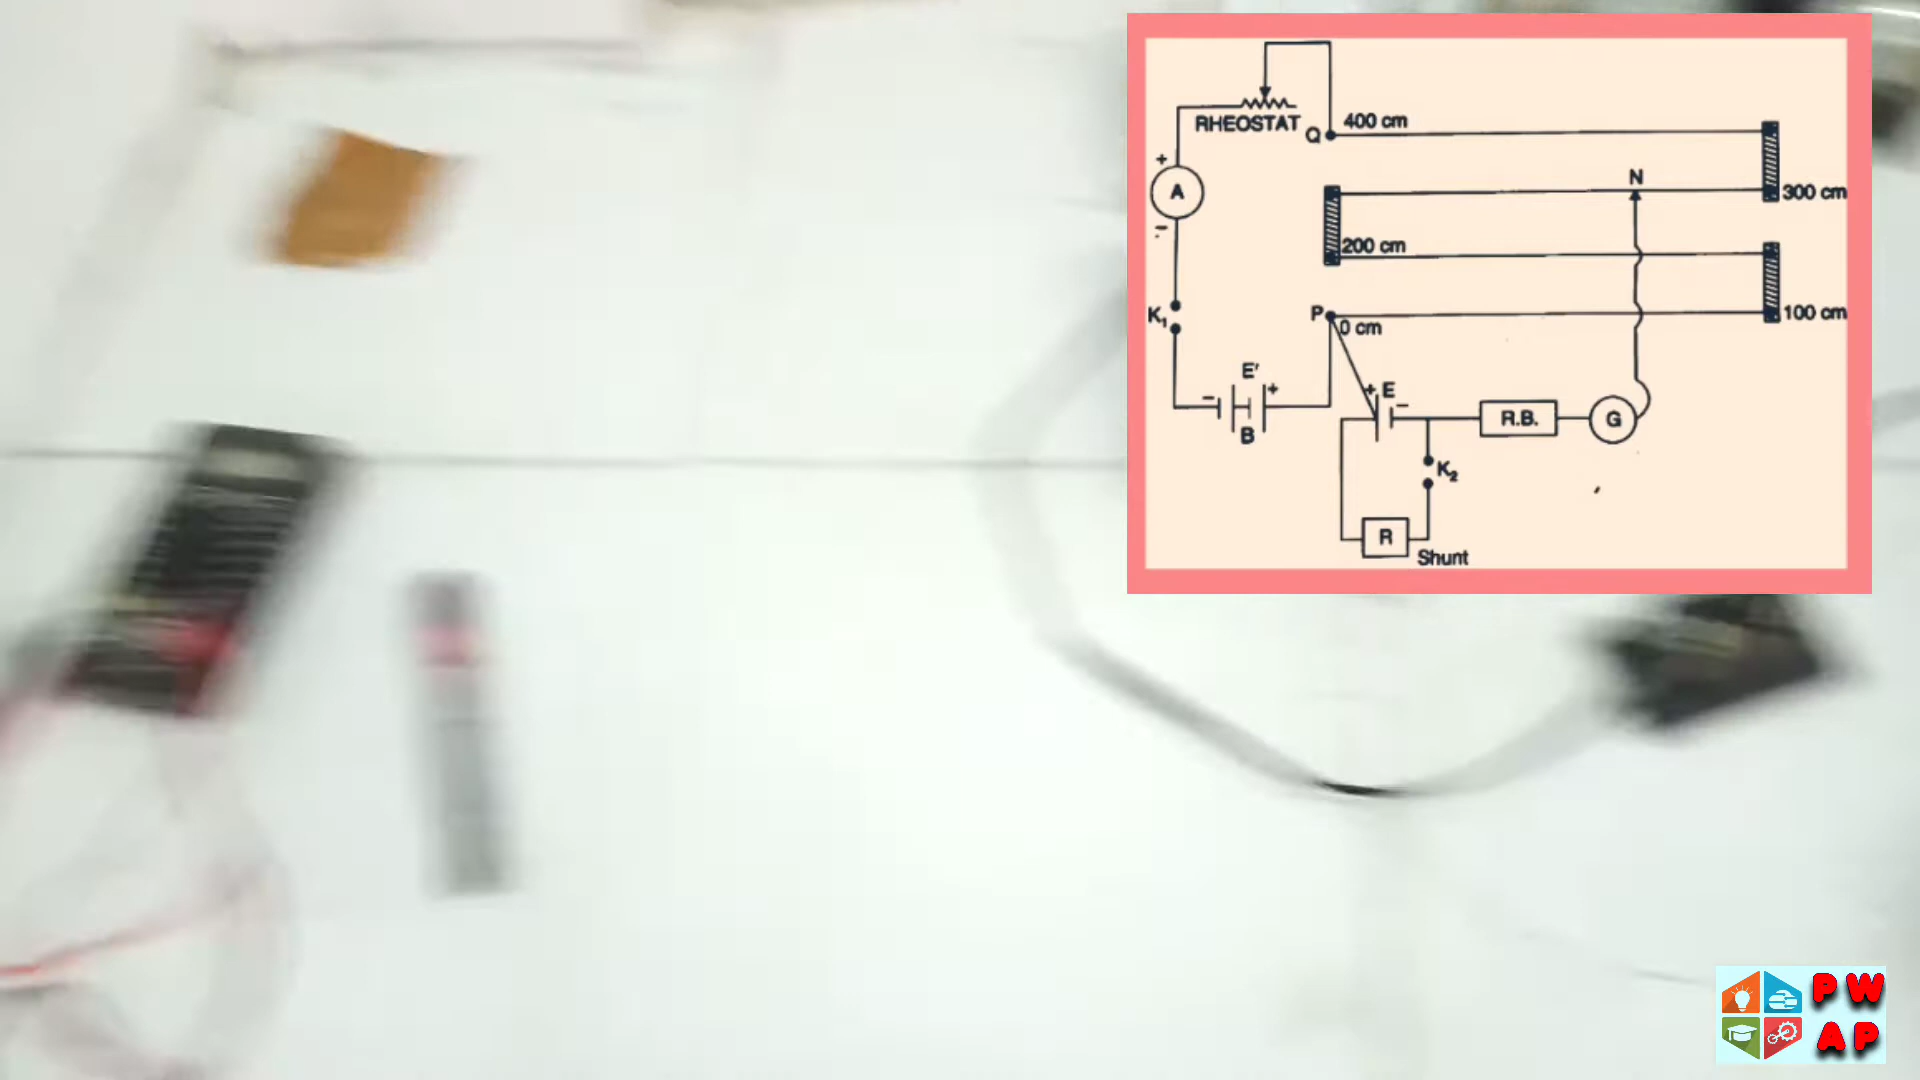 400 cm
RHEOSTAT
Q
+
A
-
N
300 cm
200 cm
K₁
P
0 cm
100 cm
E'
- +
B
+ E -
R.B.
G
K₂
R
Shunt
P W
A P